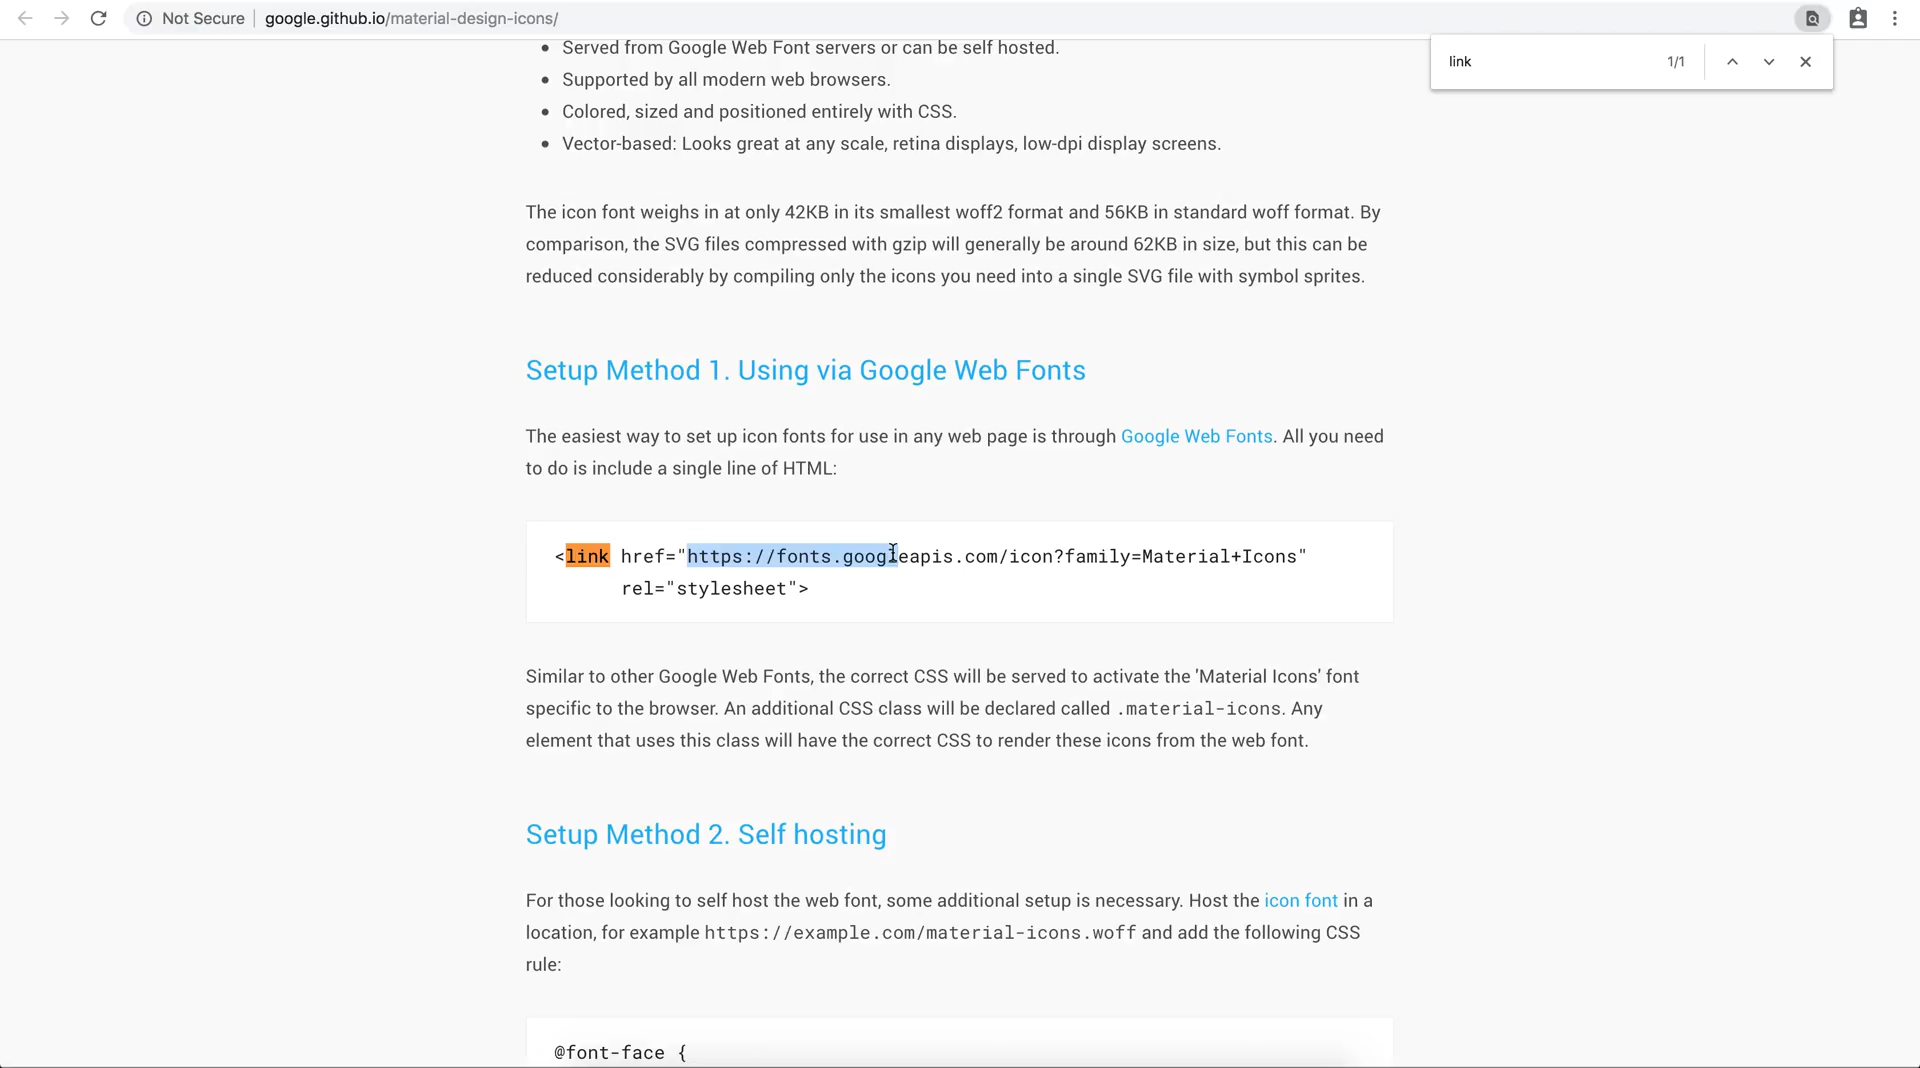 Not Secure google.github.io/material-design-icons/
link 1/1
Served from Google Web Font servers or can be self hosted.
Supported by all modern web browsers.
Colored, sized and positioned entirely with CSS.
Vector-based: Looks great at any scale, retina displays, low-dpi display screens.
The icon font weighs in at only 42KB in its smallest woff2 format and 56KB in standard woff format. By
comparison, the SVG files compressed with gzip will generally be around 62KB in size, but this can be
reduced considerably by compiling only the icons you need into a single SVG file with symbol sprites.
Setup Method 1. Using via Google Web Fonts
The easiest way to set up icon fonts for use in any web page is through Google Web Fonts. All you need
to do is include a single line of HTML:
<link href="https://fonts.googleapis.com/icon?family=Material+Icons"
rel="stylesheet">
Similar to other Google Web Fonts, the correct CSS will be served to activate the 'Material Icons' font
specific to the browser. An additional CSS class will be declared called .material-icons. Any
element that uses this class will have the correct CSS to render these icons from the web font.
Setup Method 2. Self hosting
For those looking to self host the web font, some additional setup is necessary. Host the icon font in a
location, for example https://example.com/material-icons.woff and add the following CSS
rule:
@font-face {